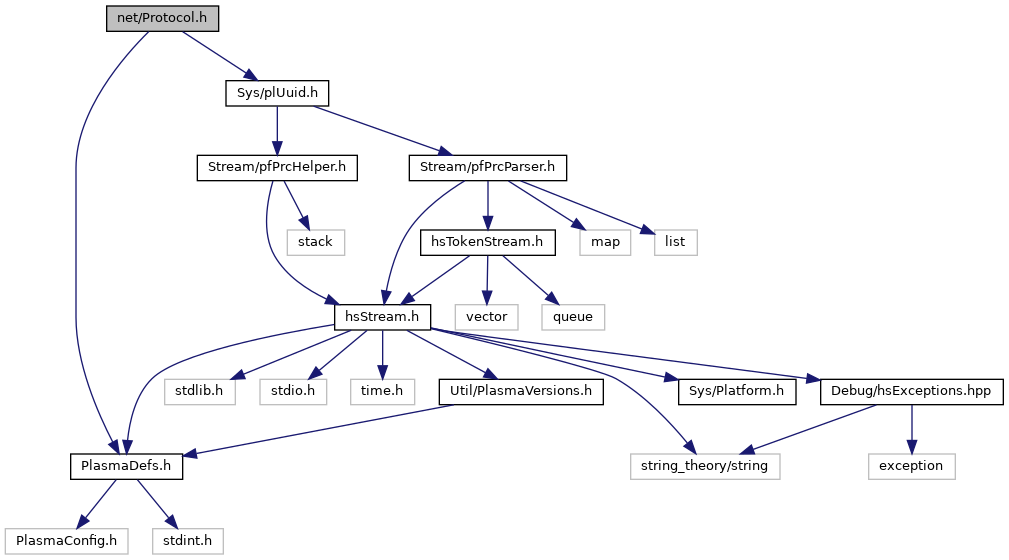 net/Protocol.h
Sys/plUuid.h
Stream/pfPrcHelper.h
Stream/pfPrcParser.h
stack
hsTokenStream.h
map
list
hsStream.h
vector
queue
stdlib.h
stdio.h
time.h
Util/PlasmaVersions.h
Sys/Platform.h
Debug/hsExceptions.hpp
PlasmaDefs.h
string_theory/string
exception
PlasmaConfig.h
stdint.h